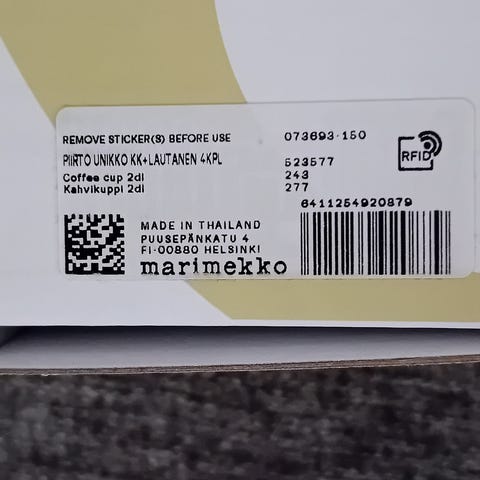 REMOVE STICKER(S) BEFORE USE
073693-150
PIIRTO UNIKKO KK+LAUTANEN 4KPL
523577
Coffee cup 2dl
243
Kahvikuppi 2dl
277
RFID
6411254920879
MADE IN THAILAND
PUUSEPÄNKATU 4
FI-00880 HELSINKI
marimekko